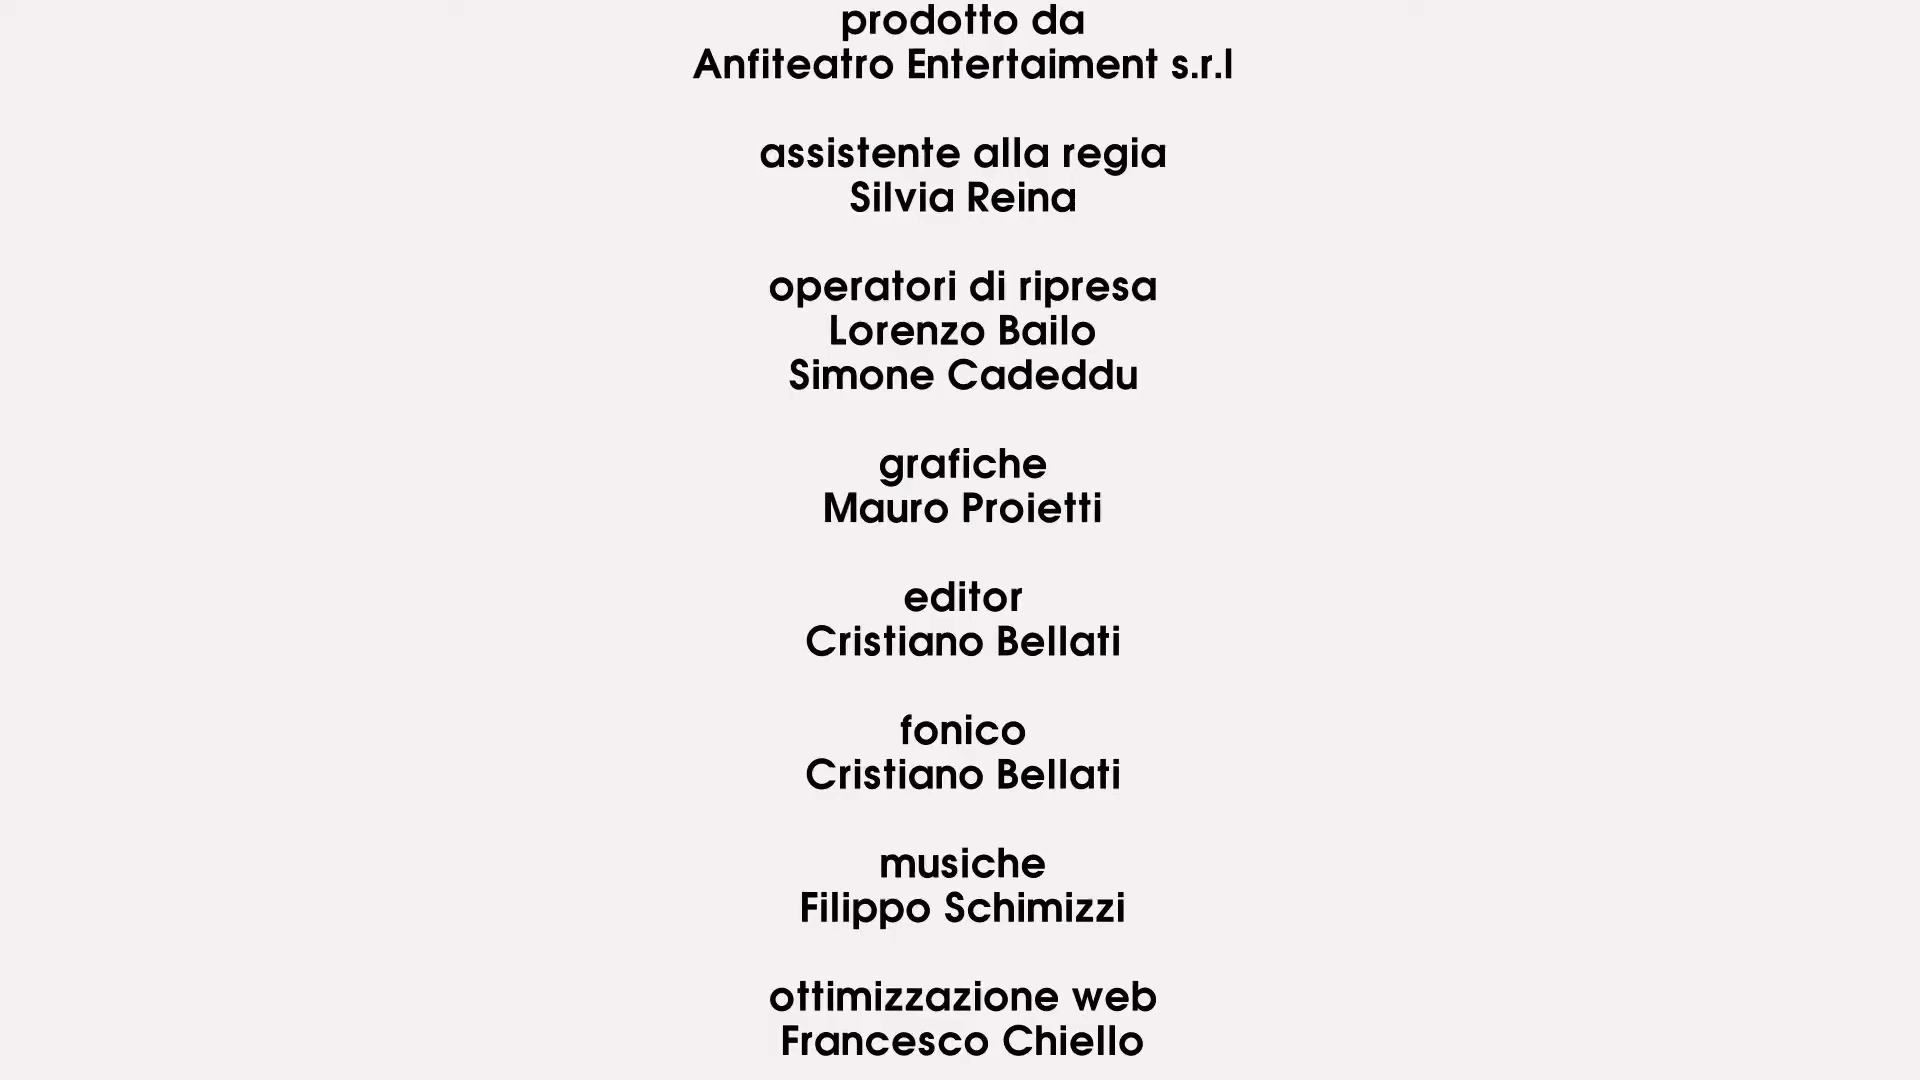 prodotto da
Anfiteatro Entertaiment s.r.l
assistente alla regia
Silvia Reina
operatori di ripresa
Lorenzo Bailo
Simone Cadeddu
grafiche
Mauro Proietti
editor
Cristiano Bellati
fonico
Cristiano Bellati
musiche
Filippo Schimizzi
ottimizzazione web
Francesco Chiello